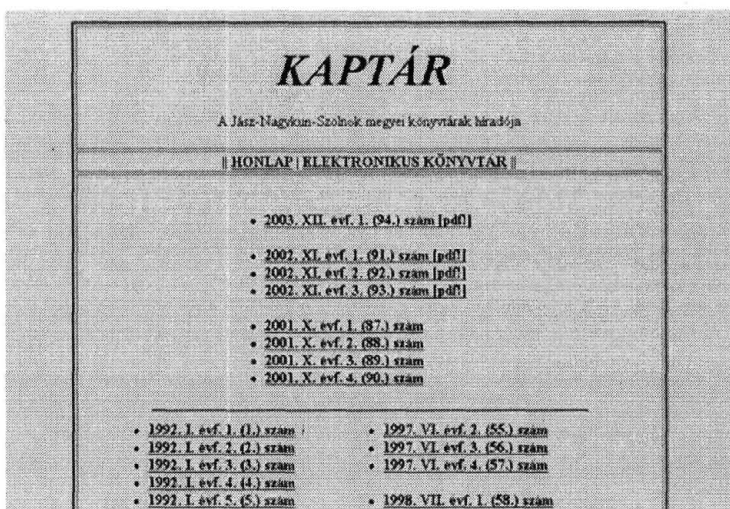 KAPTÁR
A Jász-Nagykun-Szolnok megyei könyvtárak híradója
|| HONLAP | ELEKTRONIKUS KÖNYVTÁR ||
• 2003. XII. évf. 1. (94.) szám [pdf!]
• 2002. XI. évf. 1. (91.) szám [pdf!]
• 2002. XI. évf. 2. (92.) szám [pdf!]
• 2002. XI. évf. 3. (93.) szám [pdf!]
• 2001. X. évf. 1. (87.) szám
• 2001. X. évf. 2. (88.) szám
• 2001. X. évf. 3. (89.) szám
• 2001. X. évf. 4. (90.) szám
• 1992. I. évf. 1. (1.) szám
• 1992. I. évf. 2. (2.) szám
• 1992. I. évf. 3. (3.) szám
• 1992. I. évf. 4. (4.) szám
• 1992. I. évf. 5. (5.) szám
• 1997. VI. évf. 2. (55.) szám
• 1997. VI. évf. 3. (56.) szám
• 1997. VI. évf. 4. (57.) szám
• 1998. VII. évf. 1. (58.) szám